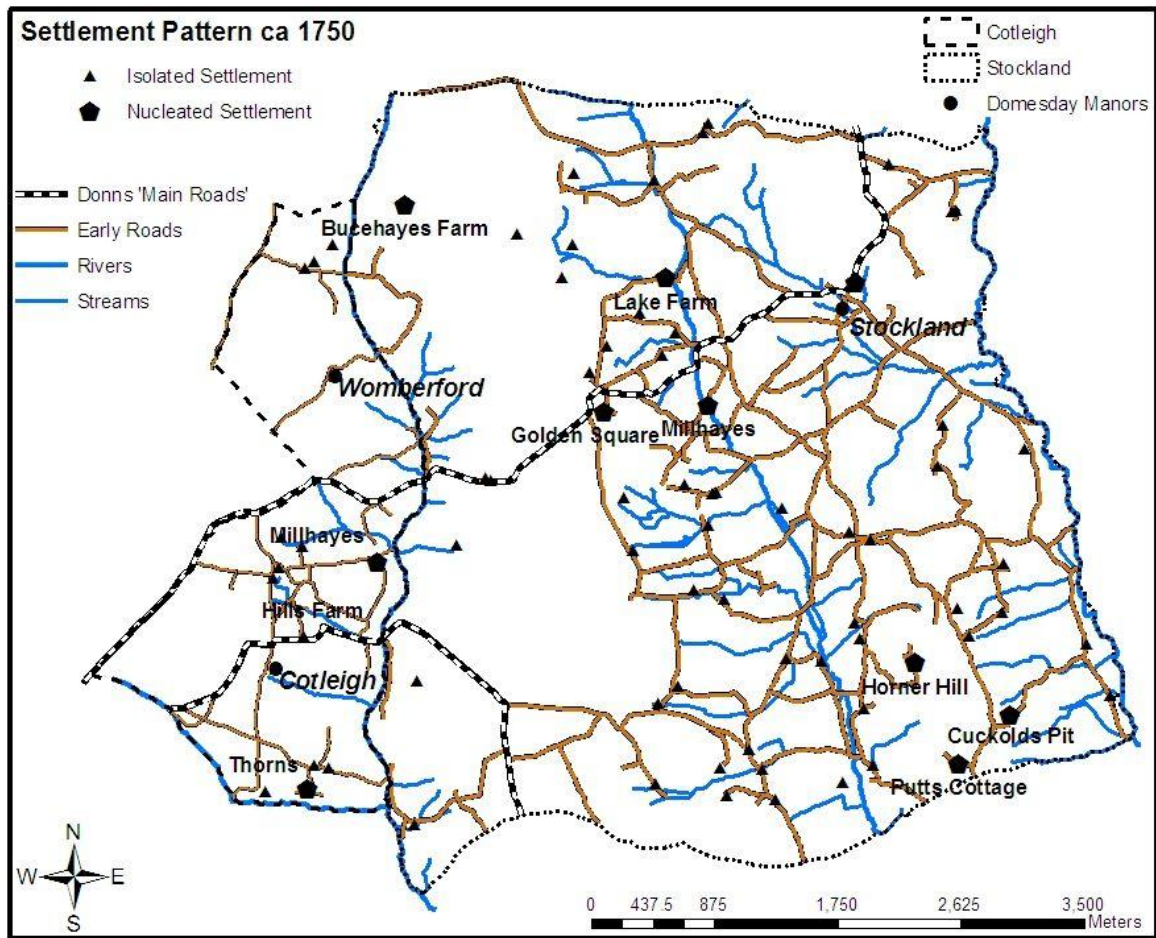 Settlement Pattern ca 1750
Isolated Settlement
Nucleated Settlement
Cotleigh
Stockland
Domesday Manors
Donns 'Main Roads'
Early Roads
Rivers
Streams
Bucehayes Farm
Lake Farm
Stockland
Womberford
Golden Square
Millhayes
Millhayes
Hills Farm
Cotleigh
Horner Hill
Cuckolds Pit
Thorns
Putts Cottage
N
W E
S
0 437.5 875 1,750 2,625 3,500
Meters